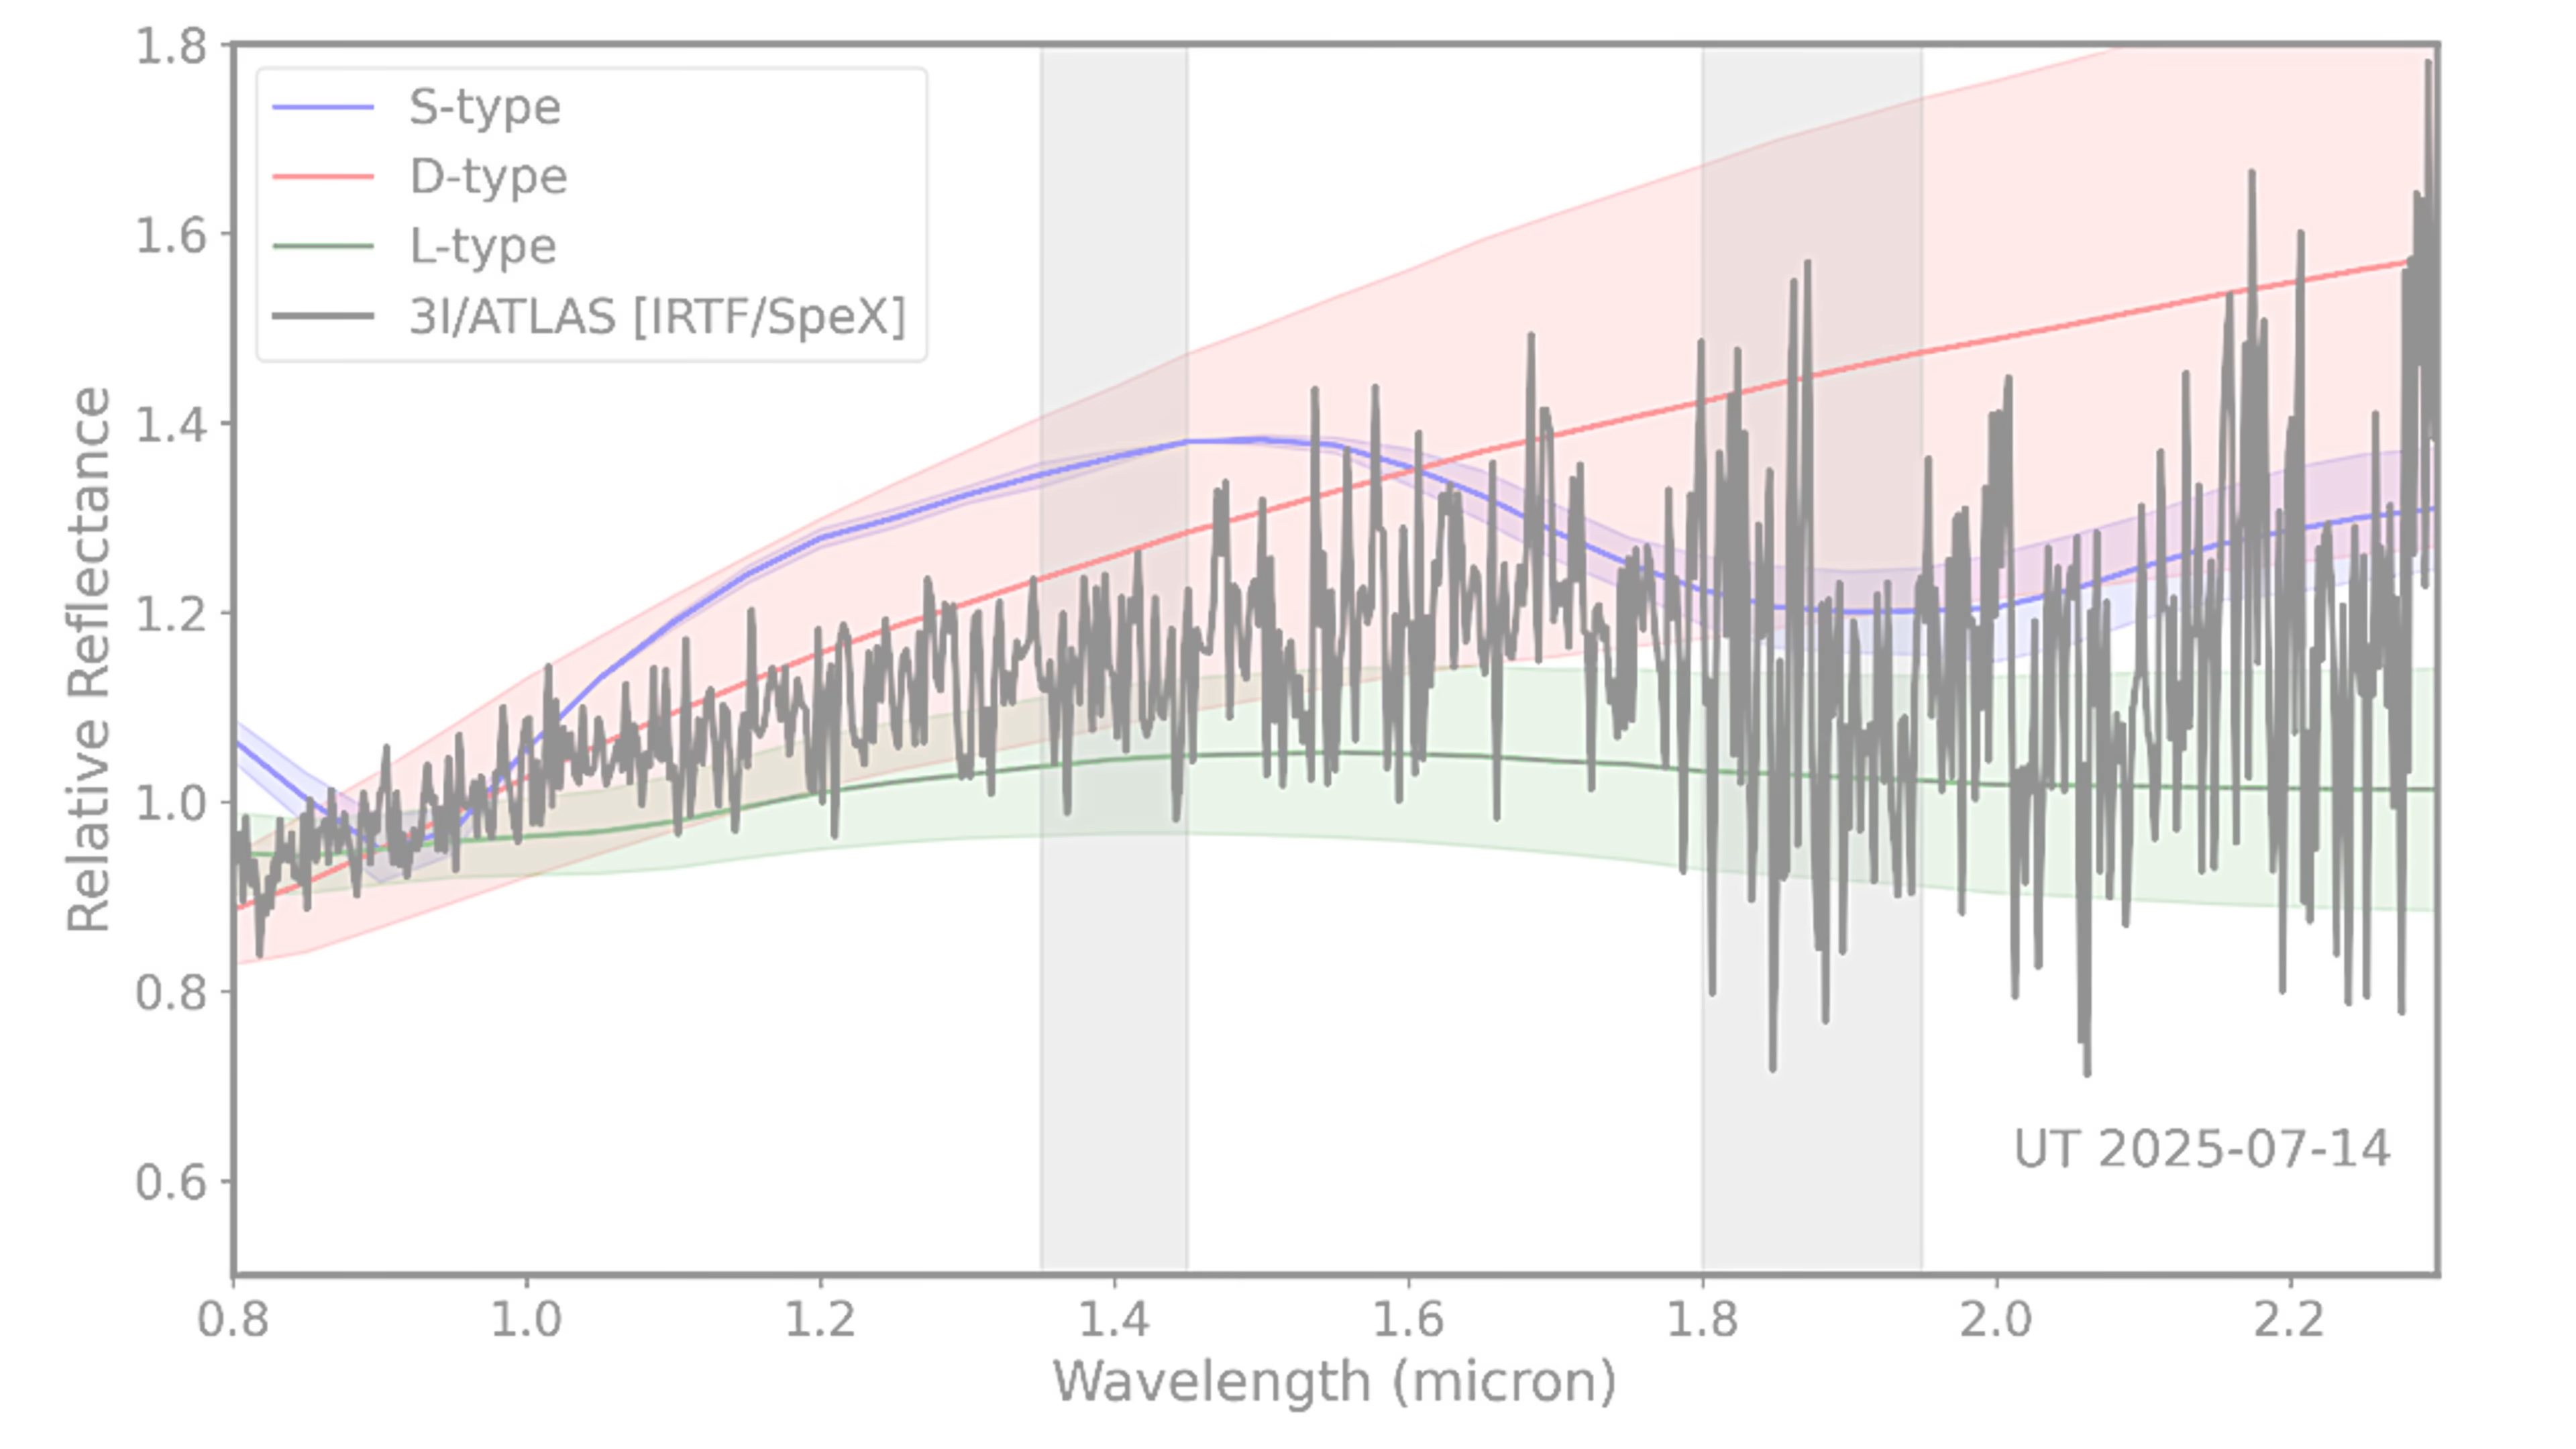 1.8
1.6
1.4
1.2
1.0
0.8
0.6
Relative Reflectance
S-type
D-type
L-type
3I/ATLAS [IRTF/SpeX]
UT 2025-07-14
0.8 1.0 1.2 1.4 1.6 1.8 2.0 2.2
Wavelength (micron)